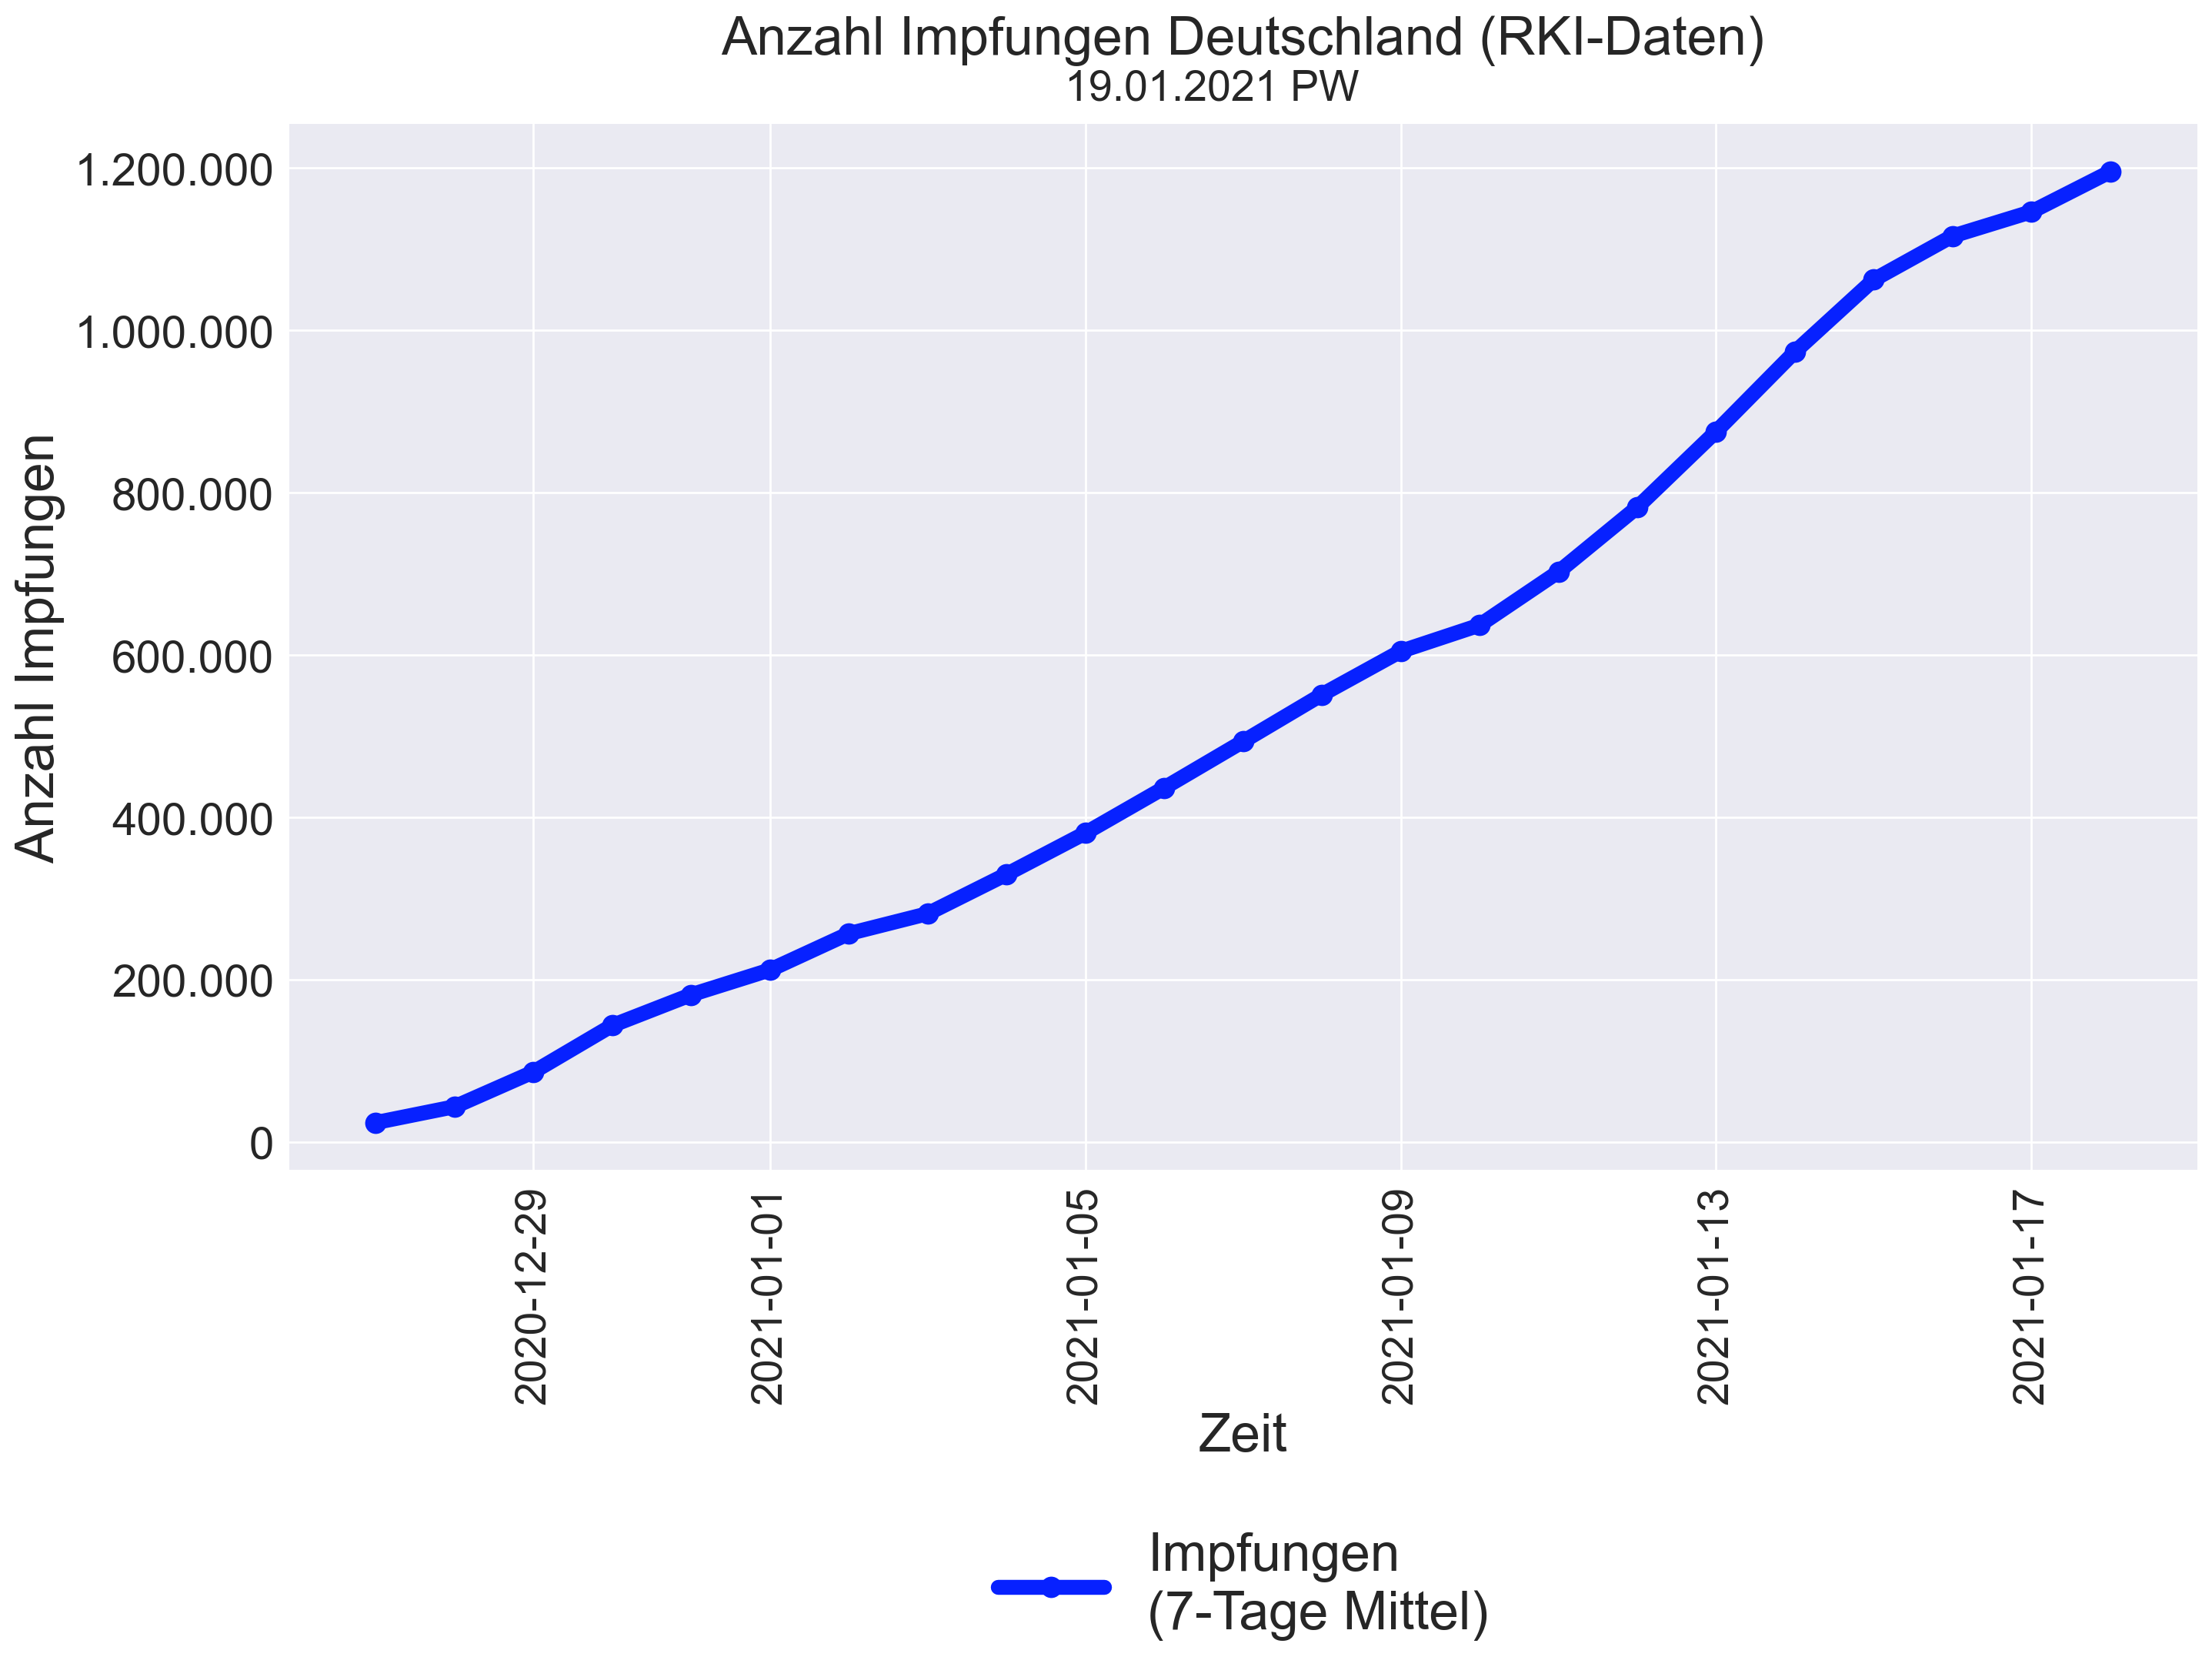 Anzahl Impfungen Deutschland (RKI-Daten)
19.01.2021 PW
Anzahl Impfungen
1.200.000
1.000.000
800.000
600.000
400.000
200.000
0
2020-12-29
2021-01-01
2021-01-05
2021-01-09
2021-01-13
2021-01-17
Zeit
Impfungen
(7-Tage Mittel)